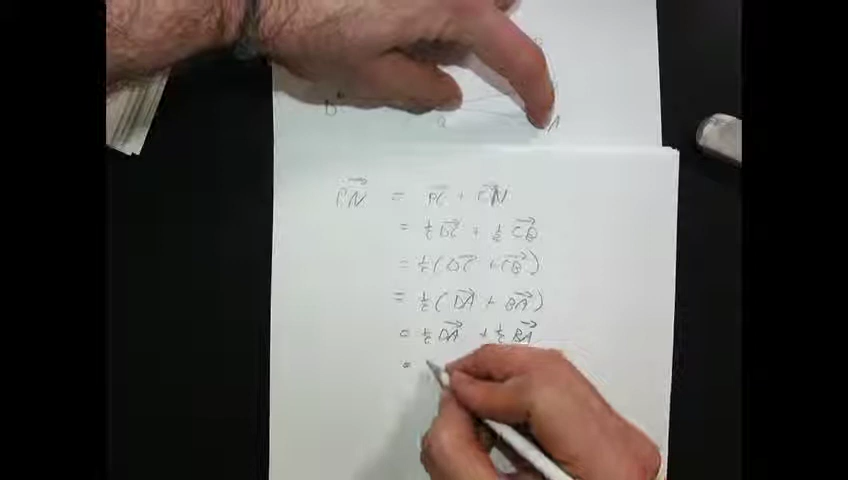 D
Q
A
PN = PC + CN
= 1/2 DC + 1/2 CB
= 1/2 ( DC + CB )
= 1/2 ( DA + BA )
= 1/2 DA + 1/2 BA
=